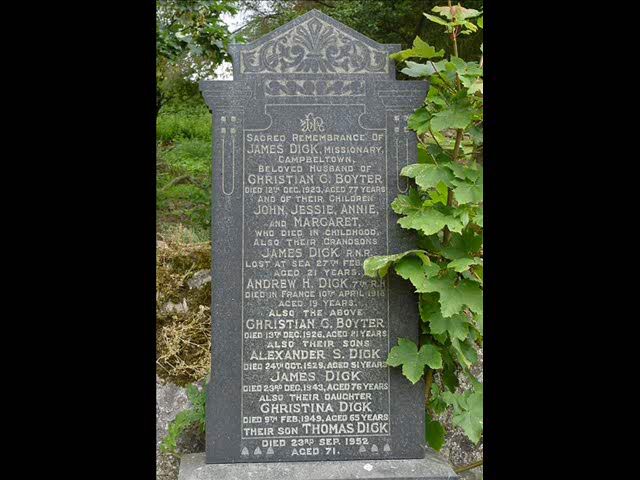 In
Sacred Remembrance of
James Dick, Missionary,
Campbeltown,
Beloved Husband of
Christian G. Boyter
Died 12th Dec. 1923, aged 77 years
and of their Children
John, Jessie, Annie,
and Margaret,
who died in childhood.
Also their Grandsons
James Dick R.N.R.
Lost at sea 27th Feb.
aged 21 years.
Andrew H. Dick, 7th R.H.
Died in France 10th April 1918
aged 19 years.
Also the above
Christian G. Boyter
Died 13th Dec. 1926, aged 81 years
Also their sons
Alexander S. Dick
Died 24th Oct. 1929, aged 51 years
James Dick
Died 23rd Dec. 1943, aged 76 years
Also their daughter
Christina Dick
Died 9th Feb. 1949, aged 65 years
Their son Thomas Dick
Died 23rd Sep. 1952
aged 71.